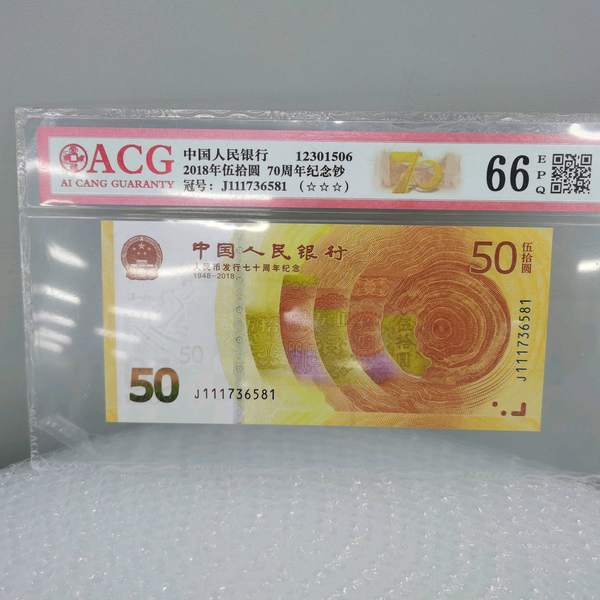 ACG
AI CANG GUARANTY
中国人民银行 12301506
2018年伍拾圆 70周年纪念钞
冠号: J111736581 (☆☆☆)
70
66
EPQ
中国人民银行
人民币发行七十周年纪念
1948-2018
50
伍拾圆
伍拾圆
50
J111736581
J111736581